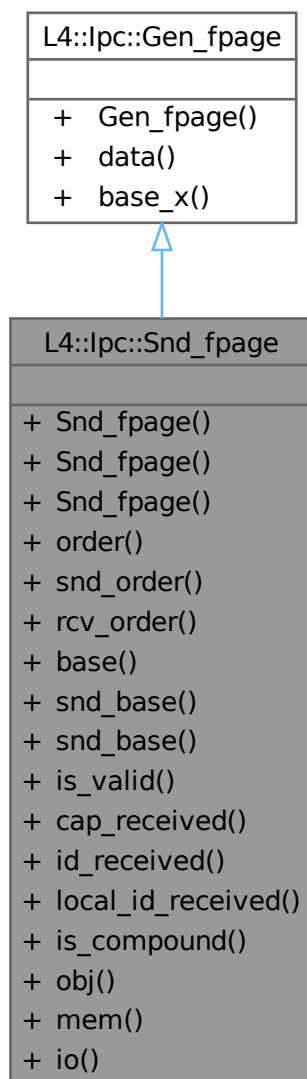 L4::Ipc::Gen_fpage
+ Gen_fpage()
+ data()
+ base_x()
L4::Ipc::Snd_fpage
+ Snd_fpage()
+ Snd_fpage()
+ Snd_fpage()
+ order()
+ snd_order()
+ rcv_order()
+ base()
+ snd_base()
+ snd_base()
+ is_valid()
+ cap_received()
+ id_received()
+ local_id_received()
+ is_compound()
+ obj()
+ mem()
+ io()